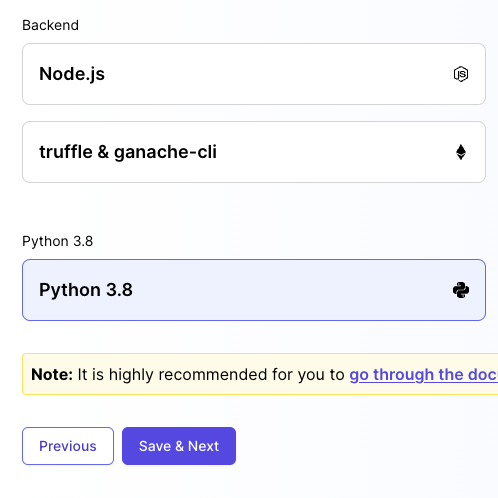 Backend
Node.js
truffle & ganache-cli
Python 3.8
Python 3.8
Note: It is highly recommended for you to go through the doc
Previous
Save & Next